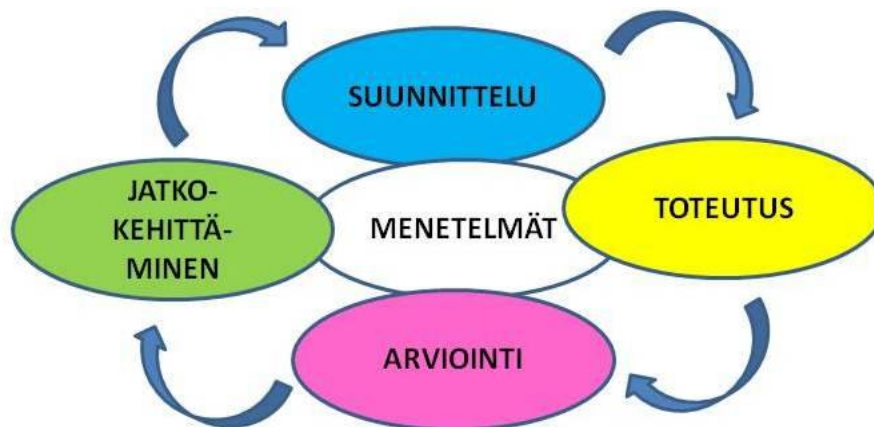 SUUNNITTELU
JATKO-
KEHITTÄ-
MINEN
MENETELMÄT
TOTEUTUS
ARVIOINTI